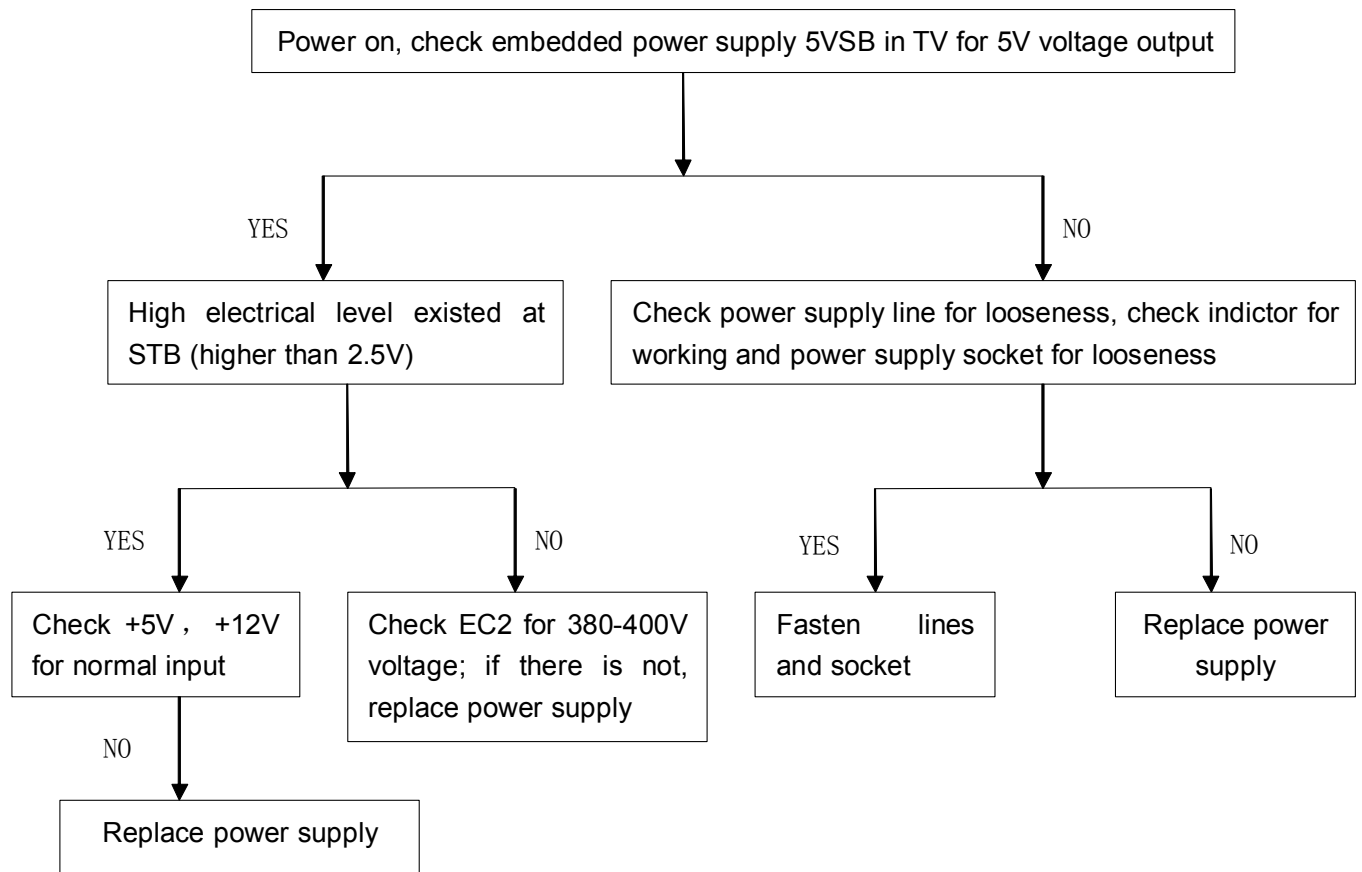 Power on, check embedded power supply 5VSB in TV for 5V voltage output
YES
NO
High electrical level existed at
STB (higher than 2.5V)
Check power supply line for looseness, check indictor for
working and power supply socket for looseness
YES
NO
YES
NO
Check +5V，+12V
for normal input
Check EC2 for 380-400V
voltage; if there is not,
replace power supply
Fasten lines
and socket
Replace power
supply
NO
Replace power supply